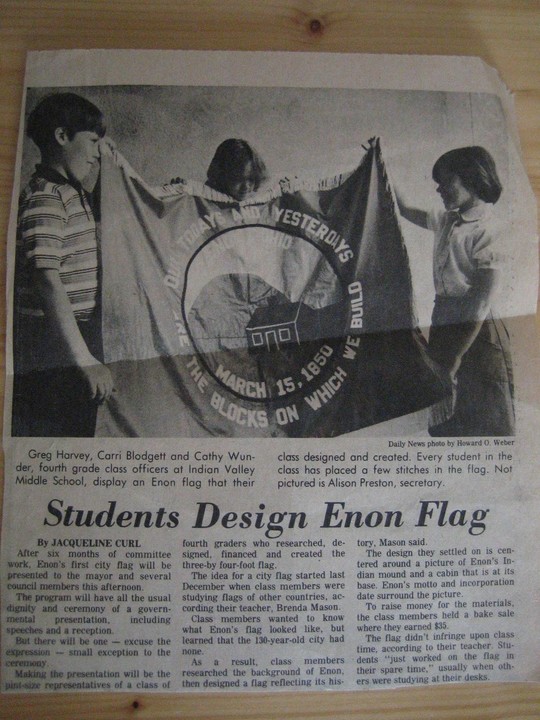 OUR TODAYS AND YESTERDAYS
ARE THE BLOCKS ON WHICH WE BUILD
OHIO
MARCH 15, 1850
Daily News photo by Howard O. Weber
Greg Harvey, Carri Blodgett and Cathy Wun-
der, fourth grade class officers at Indian Valley
Middle School, display an Enon flag that their
class designed and created. Every student in the
class has placed a few stitches in the flag. Not
pictured is Alison Preston, secretary.
Students Design Enon Flag
By JACQUELINE CURL
After six months of committee
work, Enon's first city flag will be
presented to the mayor and several
council members this afternoon.
The program will have all the usual
dignity and ceremony of a govern-
mental presentation, including
speeches and a reception.
But there will be one — excuse the
expression — small exception to the
ceremony.
Making the presentation will be the
pint-size representatives of a class of
fourth graders who researched, de-
signed, financed and created the
three-by four-foot flag.
The idea for a city flag started last
December when class members were
studying flags of other countries, ac-
cording their teacher, Brenda Mason.
Class members wanted to know
what Enon's flag looked like, but
learned that the 130-year-old city had
none.
As a result, class members
researched the background of Enon,
then designed a flag reflecting its his-
tory, Mason said.
The design they settled on is cen-
tered around a picture of Enon's In-
dian mound and a cabin that is at its
base. Enon's motto and incorporation
date surround the picture.
To raise money for the materials,
the class members held a bake sale
where they earned $35.
The flag didn't infringe upon class
time, according to their teacher. Stu-
dents "just worked on the flag in
their spare time," usually when oth-
ers were studying at their desks.